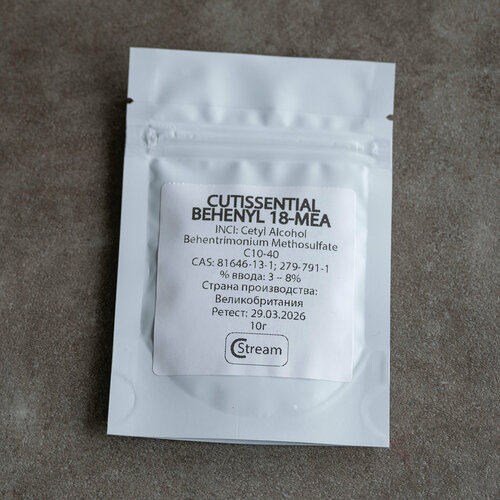 CUTISSENTIAL
BEHENYL 18-MEA
INCI: Cetyl Alcohol
Behentrimonium Methosulfate
C10-40
CAS: 81646-13-1; 279-791-1
% ввода: 3 – 8%
Страна производства:
Великобритания
Ретест: 29.03.2026
10г
CStream